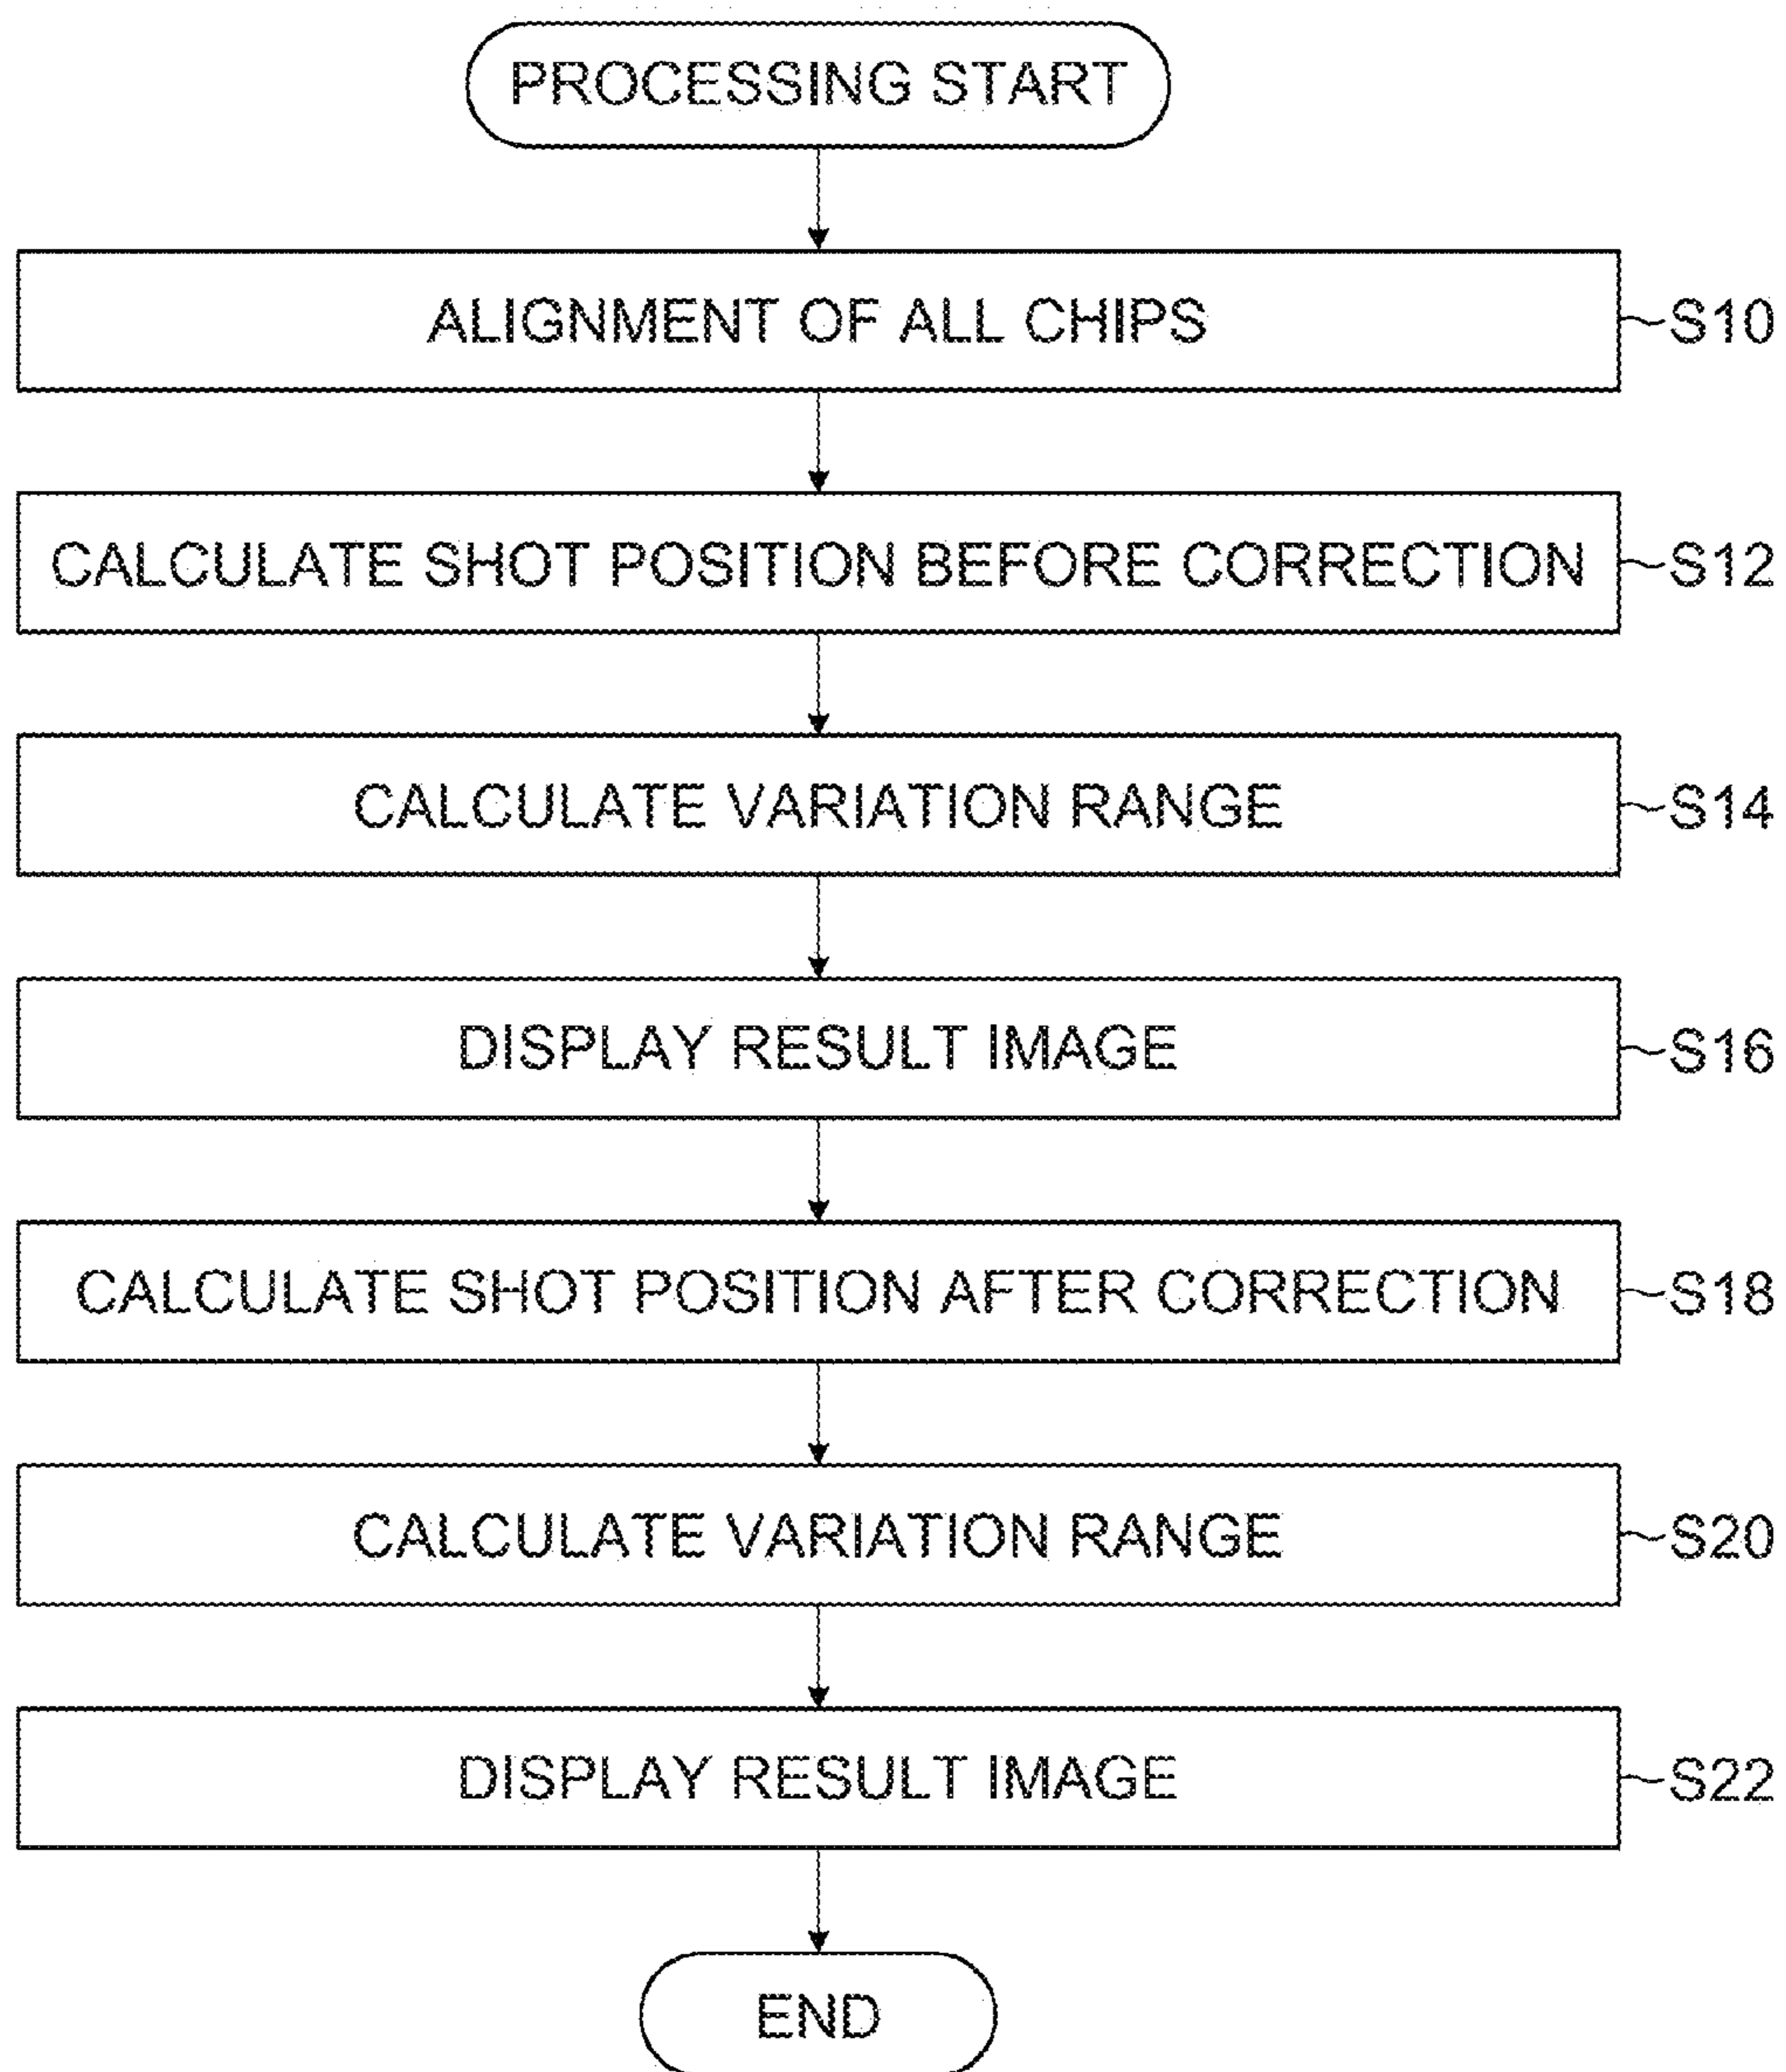 PROCESSING START
ALIGNMENT OF ALL CHIPS
S10
CALCULATE SHOT POSITION BEFORE CORRECTION
S12
CALCULATE VARIATION RANGE
S14
DISPLAY RESULT IMAGE
S16
CALCULATE SHOT POSITION AFTER CORRECTION
S18
CALCULATE VARIATION RANGE
S20
DISPLAY RESULT IMAGE
S22
END